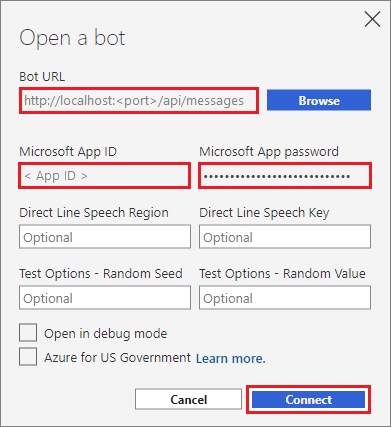 Open a bot
Bot URL
http://localhost:<port>/api/messages
Browse
Microsoft App ID Microsoft App password
< App ID > ••••••••••••••••••••••••••••
Direct Line Speech Region Direct Line Speech Key
Optional Optional
Test Options - Random Seed Test Options - Random Value
Optional Optional
Open in debug mode
Azure for US Government Learn more.
Cancel Connect